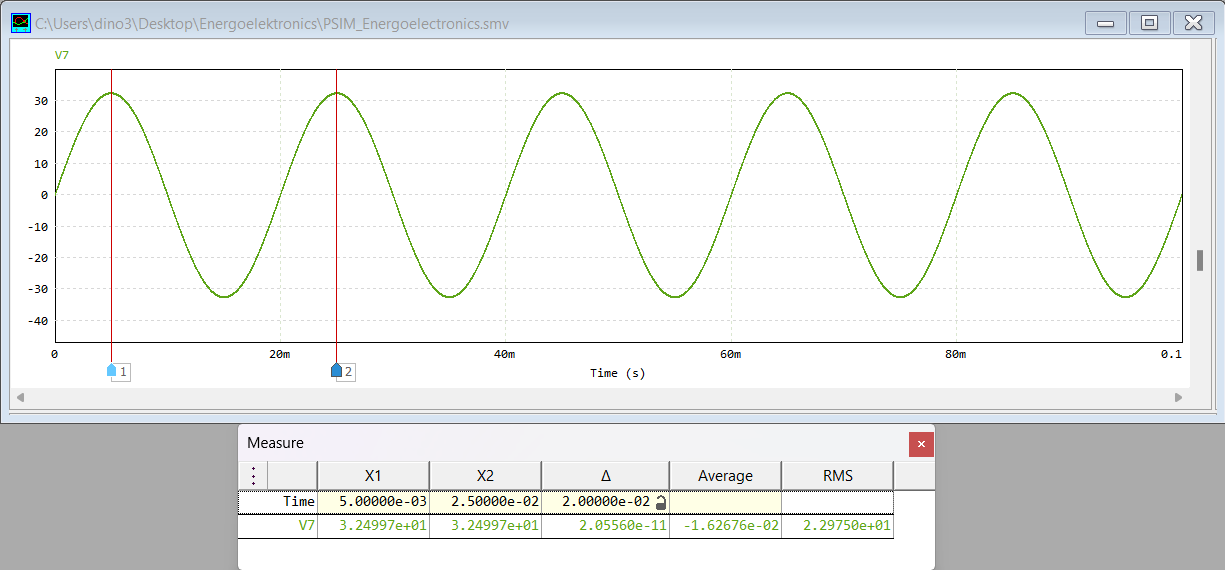 C:\Users\dino3\Desktop\Energoelektronics\PSIM_Energoelectronics.smv
V7
30
20
10
0
-10
-20
-30
-40
0 20m 40m 60m 80m 0.1
1 2
Time (s)
Measure
X1 X2 Δ Average RMS
Time 5.00000e-03 2.50000e-02 2.00000e-02
V7 3.24997e+01 3.24997e+01 2.05560e-11 -1.62676e-02 2.29750e+01